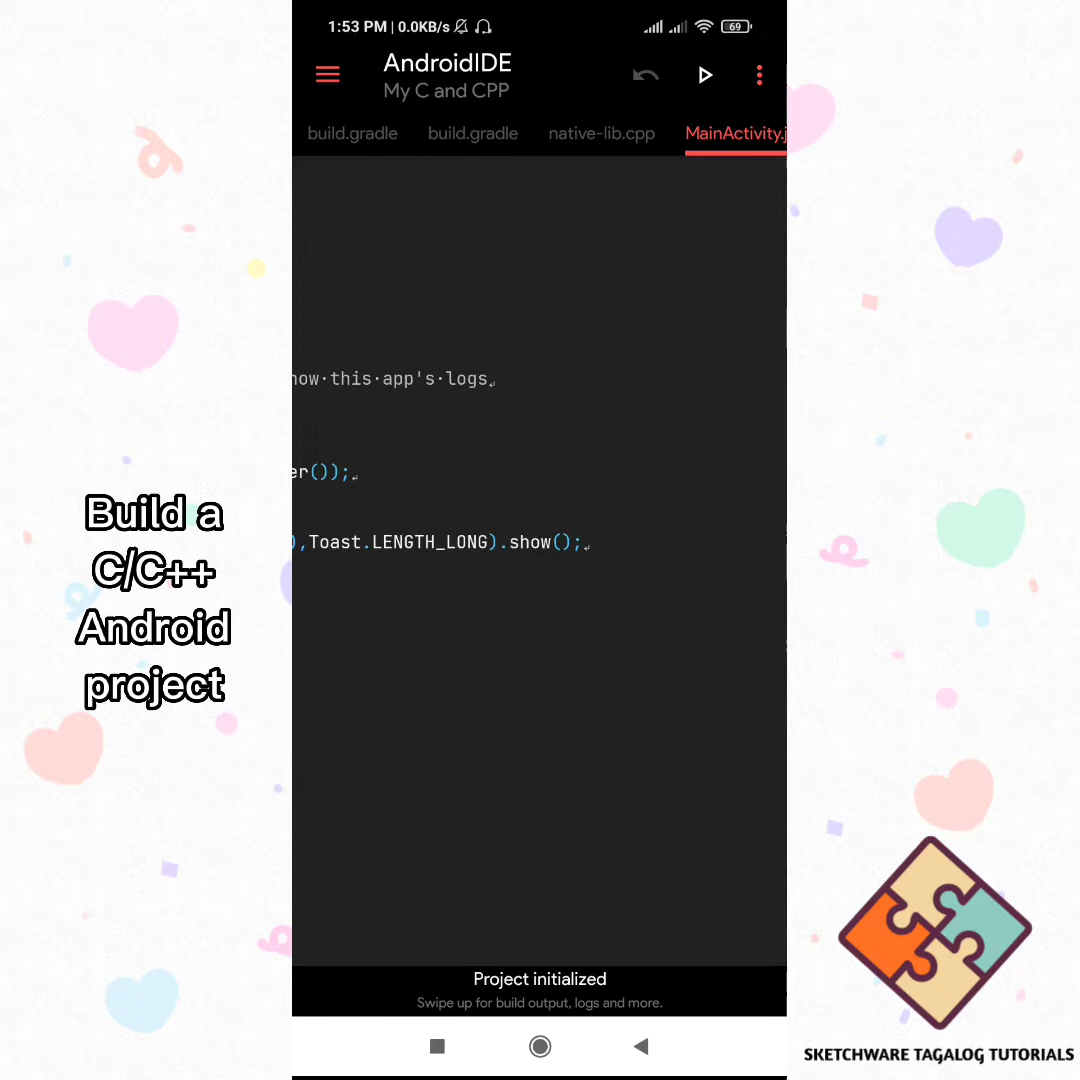 1:53 PM | 0.0KB/s
69
AndroidIDE
My C and CPP
build.gradle build.gradle native-lib.cpp MainActivity.j
now·this·app's·logs
er());
),Toast.LENGTH_LONG).show();
Build a
C/C++
Android
project
Project initialized
Swipe up for build output, logs and more.
SKETCHWARE TAGALOG TUTORIALS